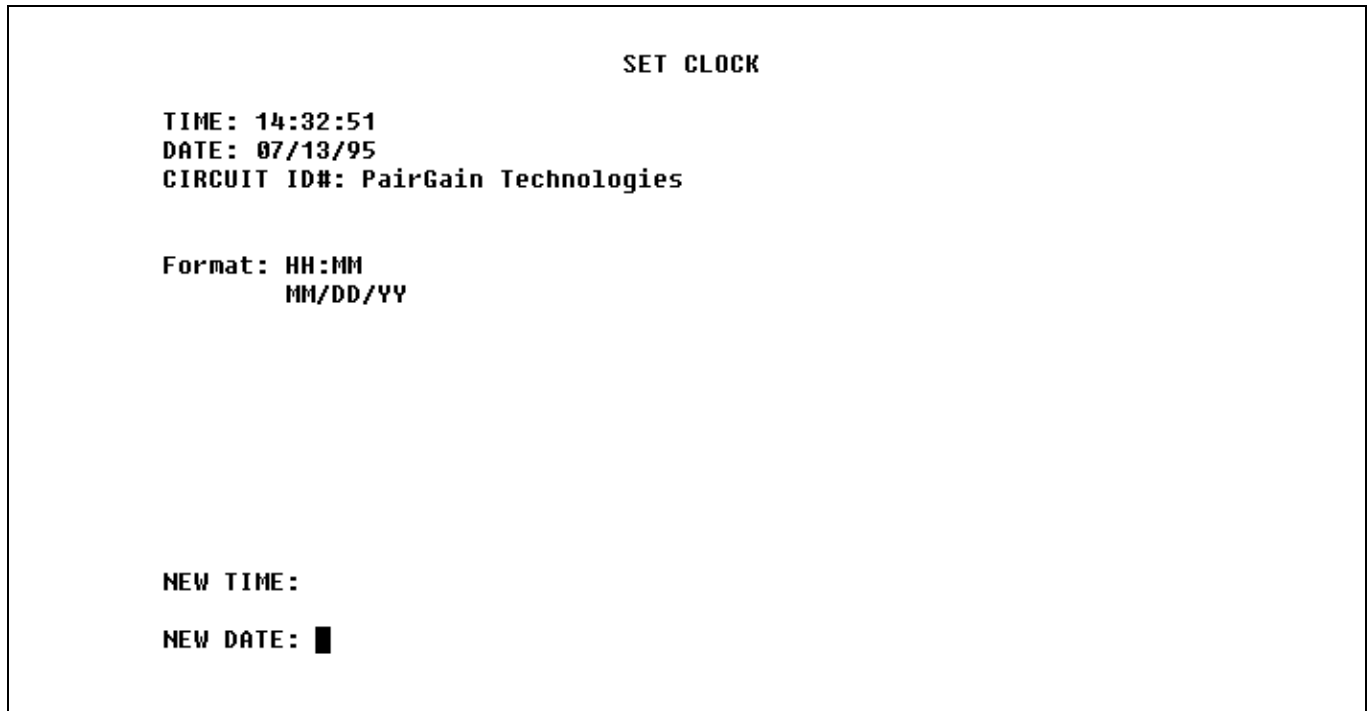 SET CLOCK
TIME: 14:32:51
DATE: 07/13/95
CIRCUIT ID#: PairGain Technologies
Format: HH:MM
MM/DD/YY
NEW TIME:
NEW DATE: